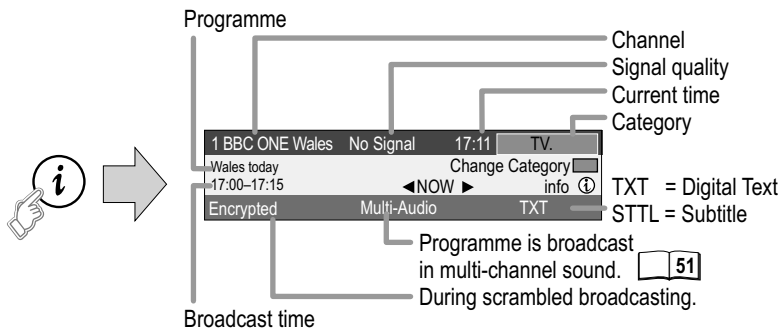 Programme
Channel
Signal quality
Current time
Category
1 BBC ONE Wales No Signal 17:11 TV.
Wales today Change Category
17:00–17:15 ◄NOW ► info i
Encrypted Multi-Audio TXT
i
TXT = Digital Text
STTL = Subtitle
Programme is broadcast
in multi-channel sound. 51
During scrambled broadcasting.
Broadcast time